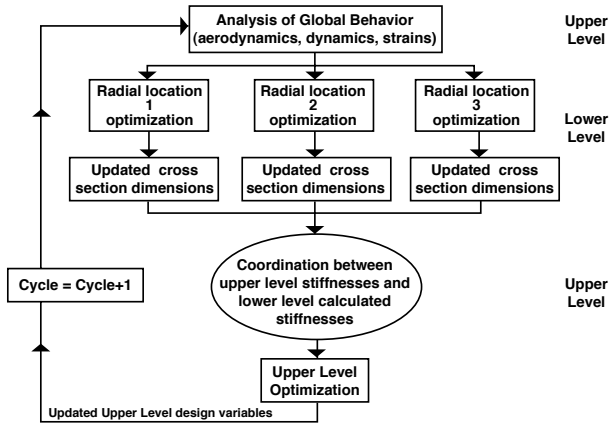 Analysis of Global Behavior
(aerodynamics, dynamics, strains)
Upper
Level
Radial location
1
optimization
Radial location
2
optimization
Radial location
3
optimization
Lower
Level
Updated cross
section dimensions
Updated cross
section dimensions
Updated cross
section dimensions
Coordination between
upper level stiffnesses and
lower level calculated
stiffnesses
Cycle = Cycle+1
Upper
Level
Upper Level
Optimization
Updated Upper Level design variables